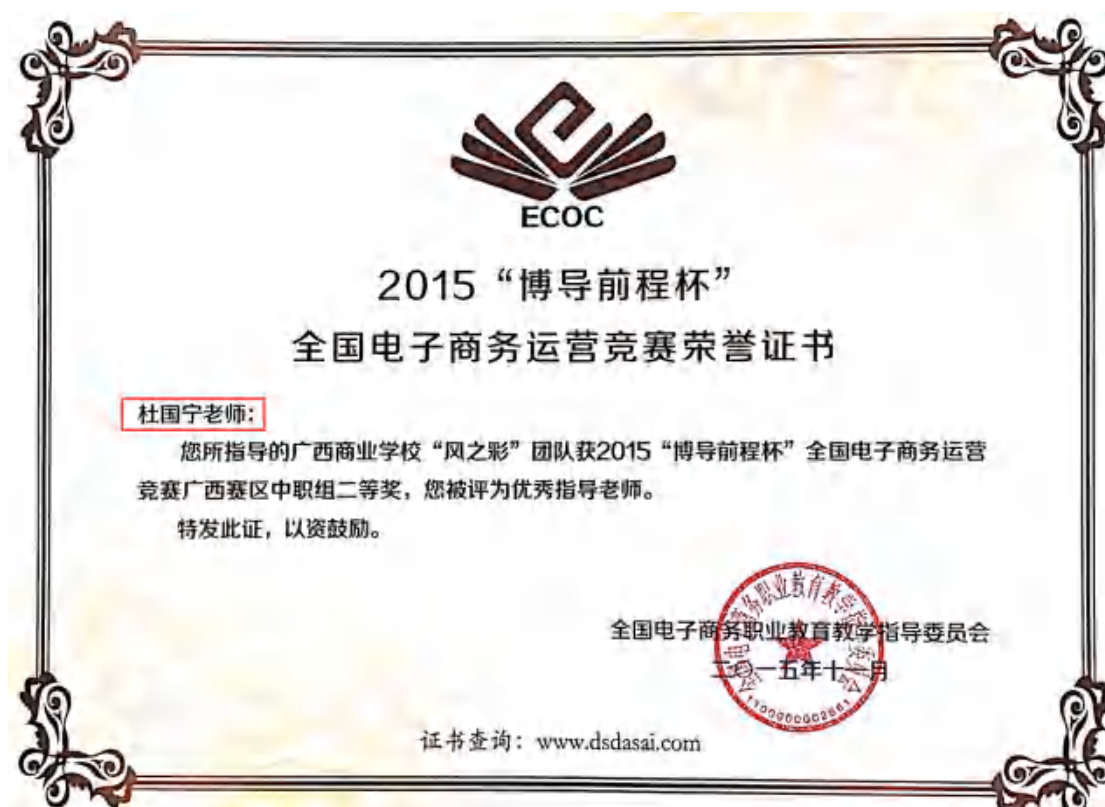 ECOC
2015“博导前程杯”
全国电子商务运营竞赛荣誉证书
杜国宁老师：
您所指导的广西商业学校“风之彩”团队获2015“博导前程杯”全国电子商务运营
竞赛广西赛区中职组二等奖，您被评为优秀指导老师。
特发此证，以资鼓励。
全国电子商务职业教育教学指导委员会
二〇一五年十 月
证书查询：www.dsdasai.com